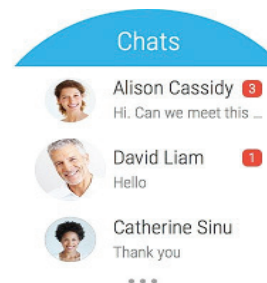 Chats
Alison Cassidy 3
Hi. Can we meet this ...
David Liam 1
Hello
Catherine Sinu
Thank you